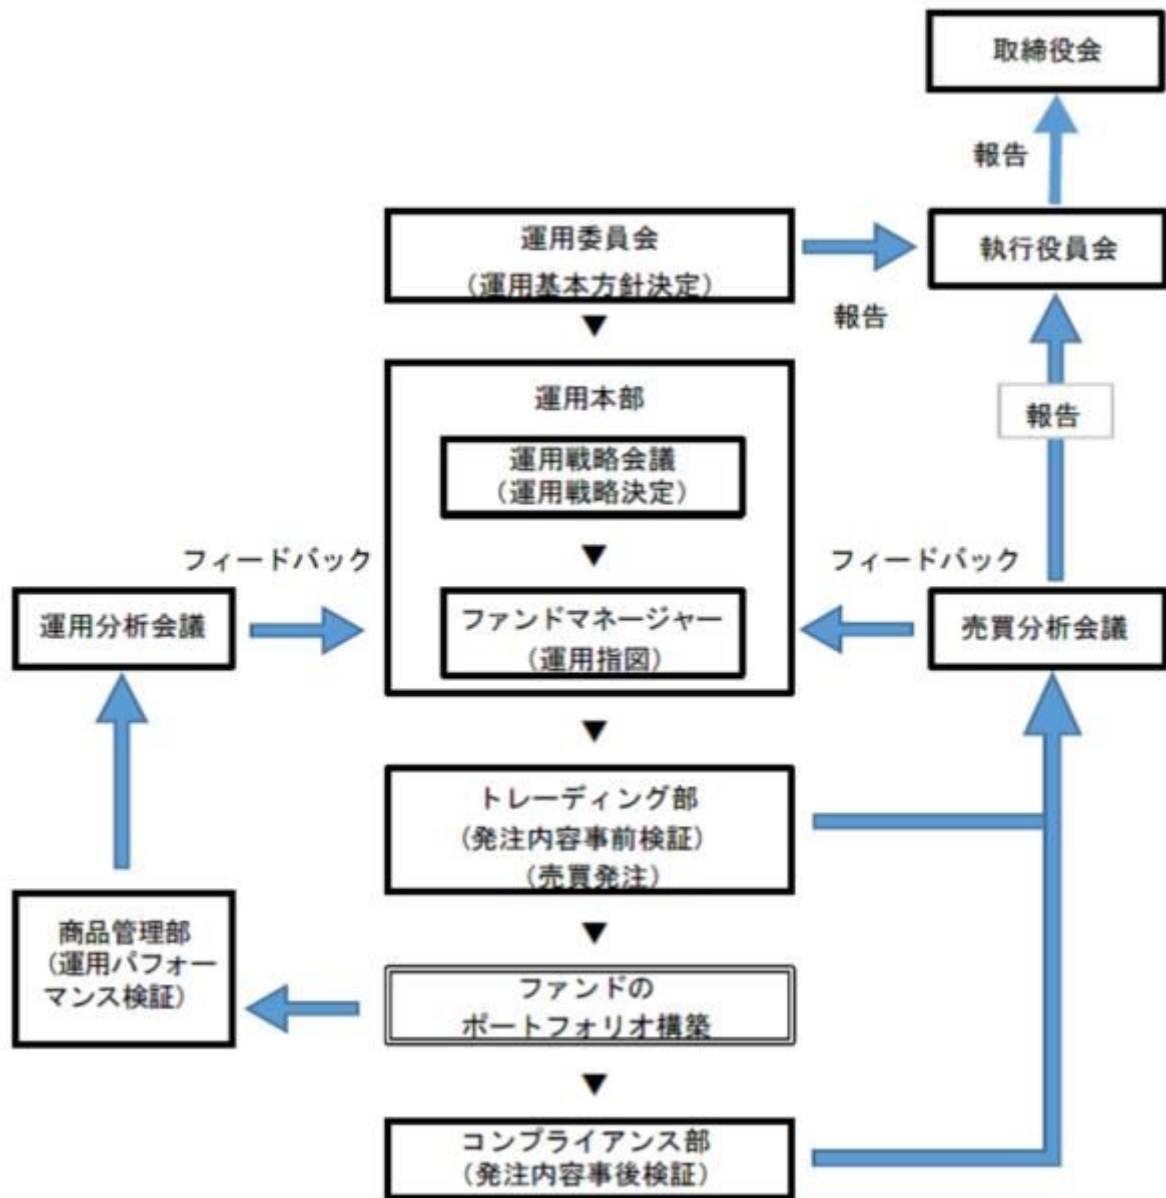 取締役会
報告
運用委員会
（運用基本方針決定）
執行役員会
報告
▼
運用本部
報告
運用戦略会議
（運用戦略決定）
▼
フィードバック
フィードバック
運用分析会議
ファンドマネージャー
（運用指図）
売買分析会議
▼
トレーディング部
（発注内容事前検証）
（売買発注）
▼
商品管理部
（運用パフォー
マンス検証）
ファンドの
ポートフォリオ構築
▼
コンプライアンス部
（発注内容事後検証）